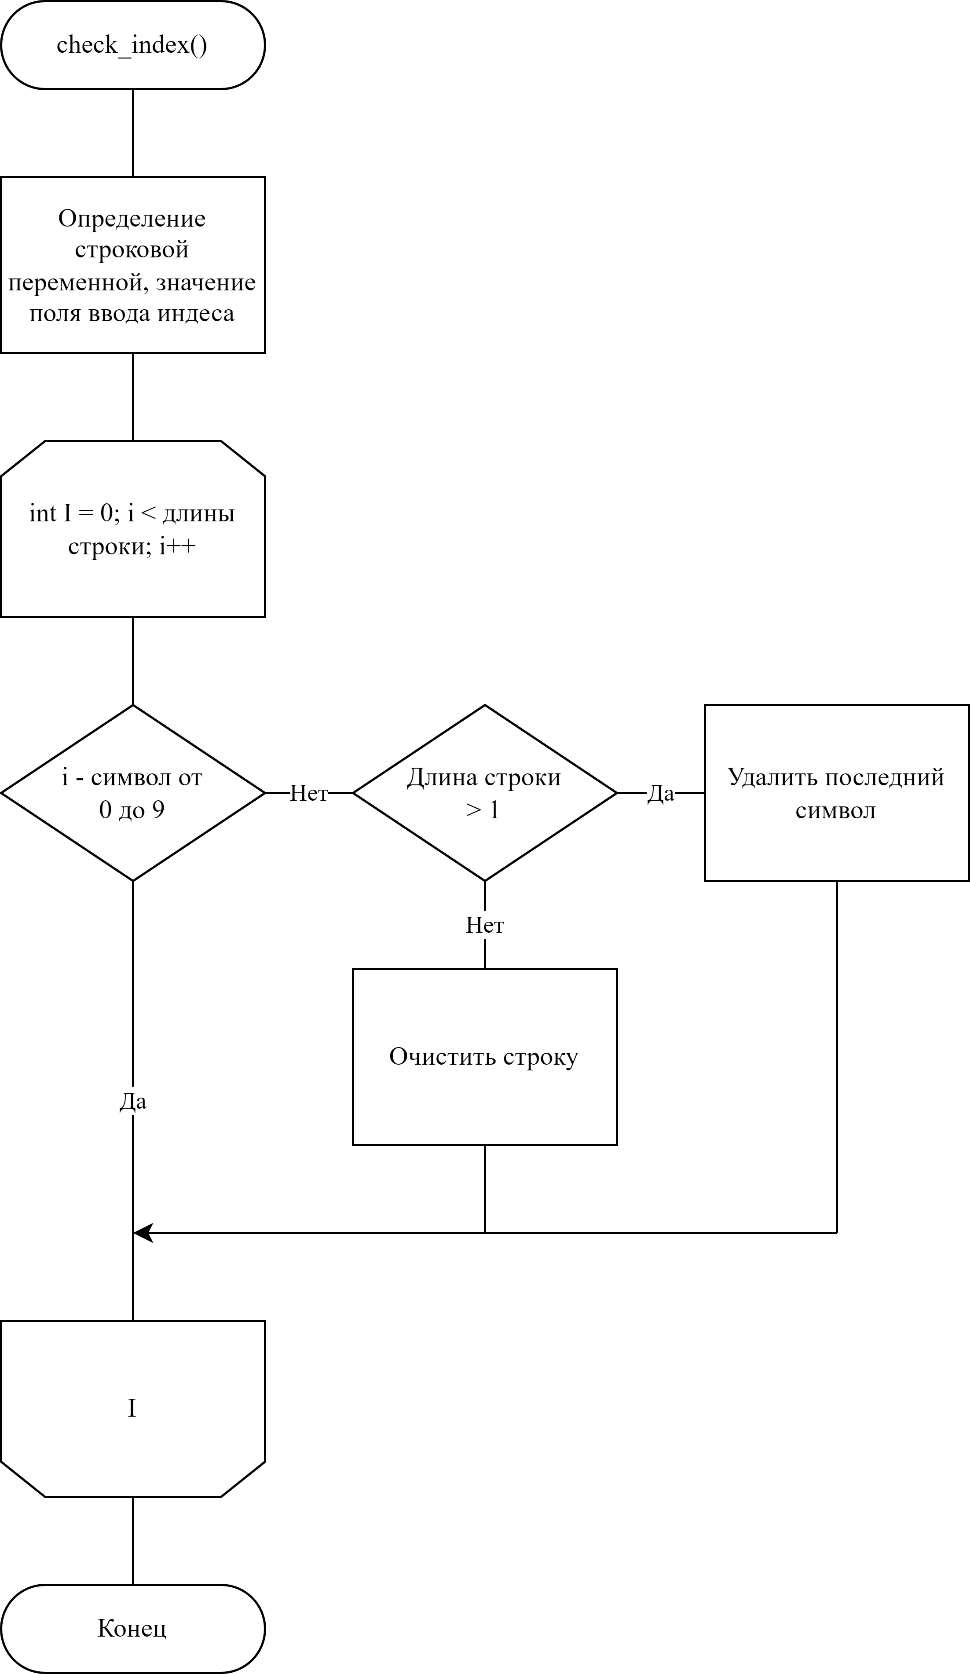 check_index()
Определение
строковой
переменной, значение
поля ввода индеса
int I = 0; i < длины
строки; i++
i - символ от
0 до 9
Нет
Длина строки
> 1
Да
Удалить последний
символ
Нет
Очистить строку
Да
I
Конец